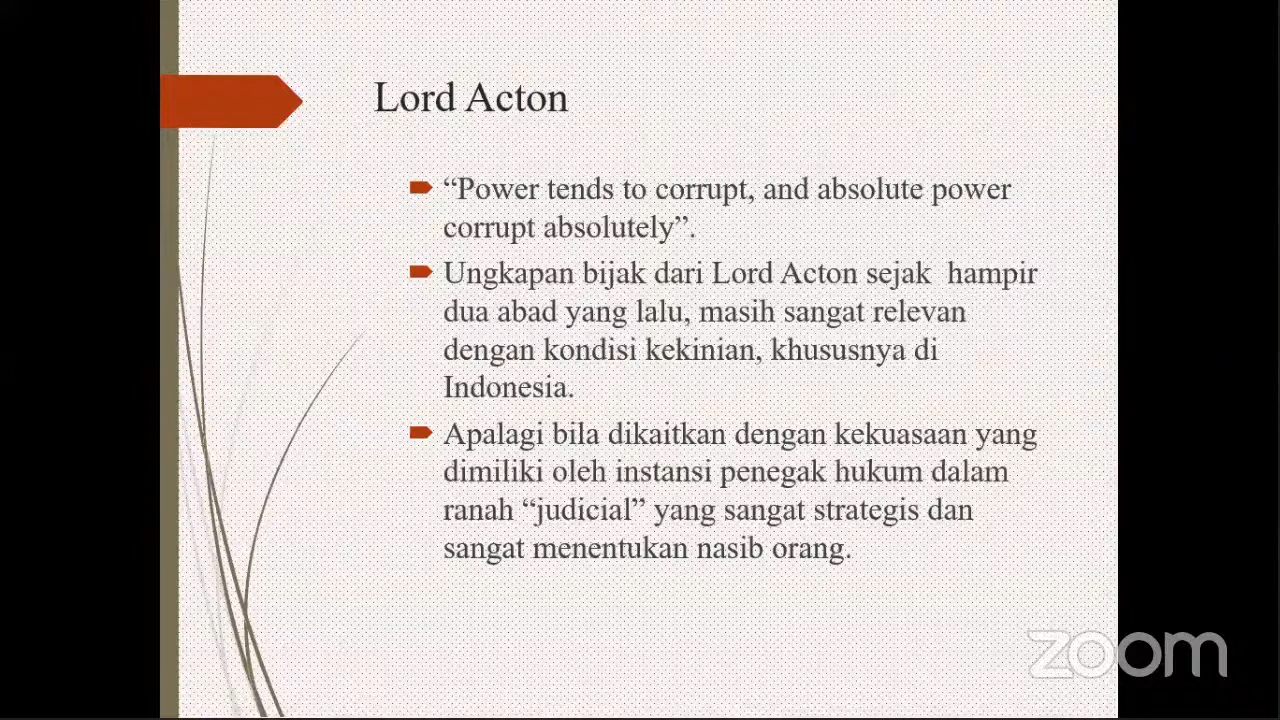 Lord Acton
“Power tends to corrupt, and absolute power
corrupt absolutely”.
Ungkapan bijak dari Lord Acton sejak  hampir
dua abad yang lalu, masih sangat relevan
dengan kondisi kekinian, khususnya di
Indonesia.
Apalagi bila dikaitkan dengan kekuasaan yang
dimiliki oleh instansi penegak hukum dalam
ranah “judicial” yang sangat strategis dan
sangat menentukan nasib orang.
zoom